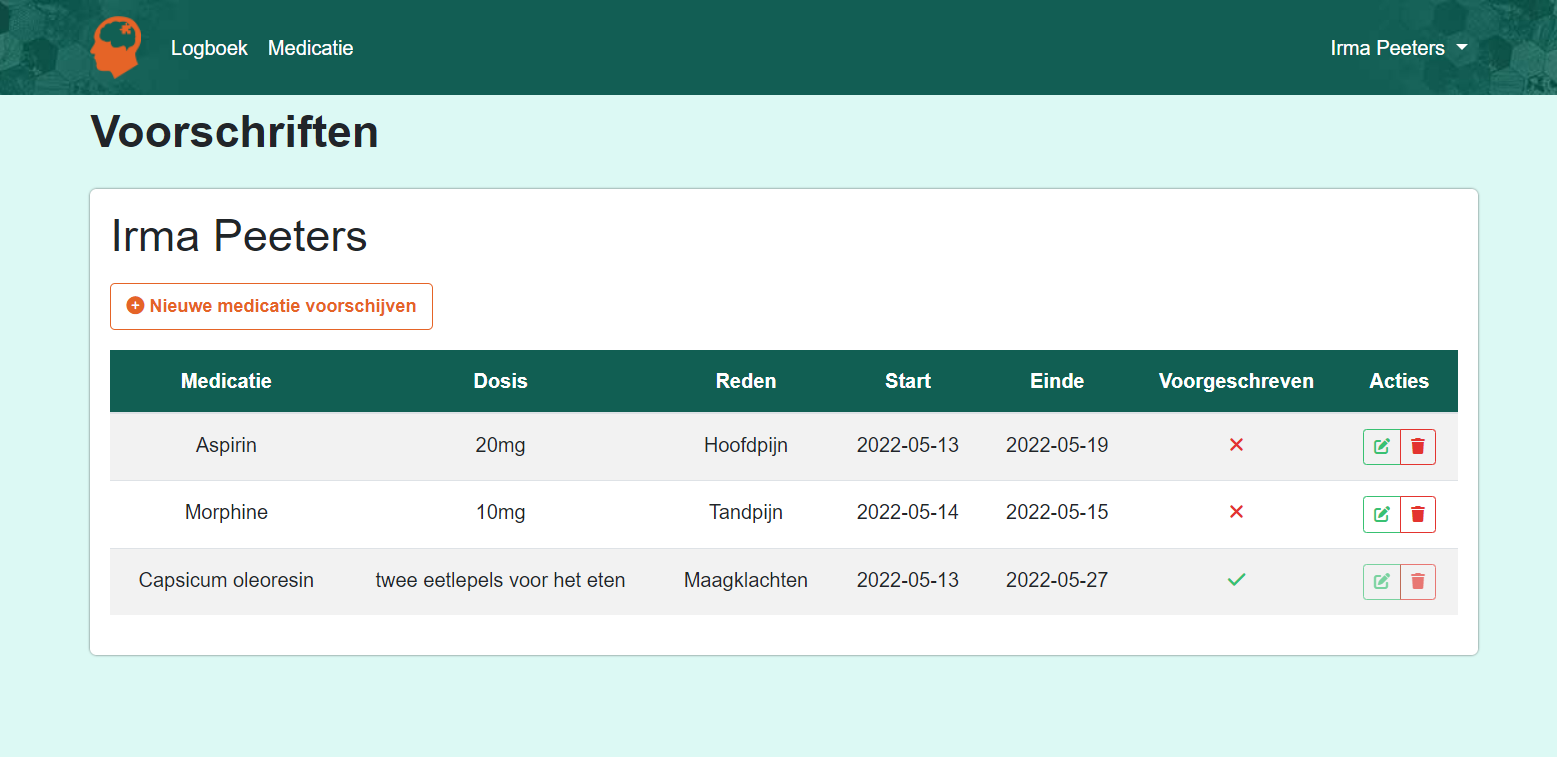 Logboek Medicatie Irma Peeters
Voorschriften
Irma Peeters
Nieuwe medicatie voorschijven
Medicatie Dosis Reden Start Einde Voorgeschreven Acties
Aspirin 20mg Hoofdpijn 2022-05-13 2022-05-19
Morphine 10mg Tandpijn 2022-05-14 2022-05-15
Capsicum oleoresin twee eetlepels voor het eten Maagklachten 2022-05-13 2022-05-27